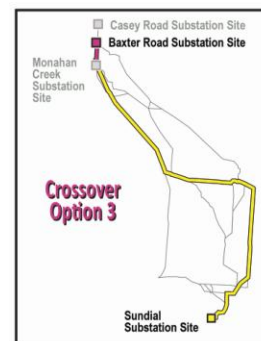 Casey Road Substation Site
Baxter Road Substation Site
Monahan
Creek
Substation
Site
Crossover
Option 3
Sundial
Substation Site